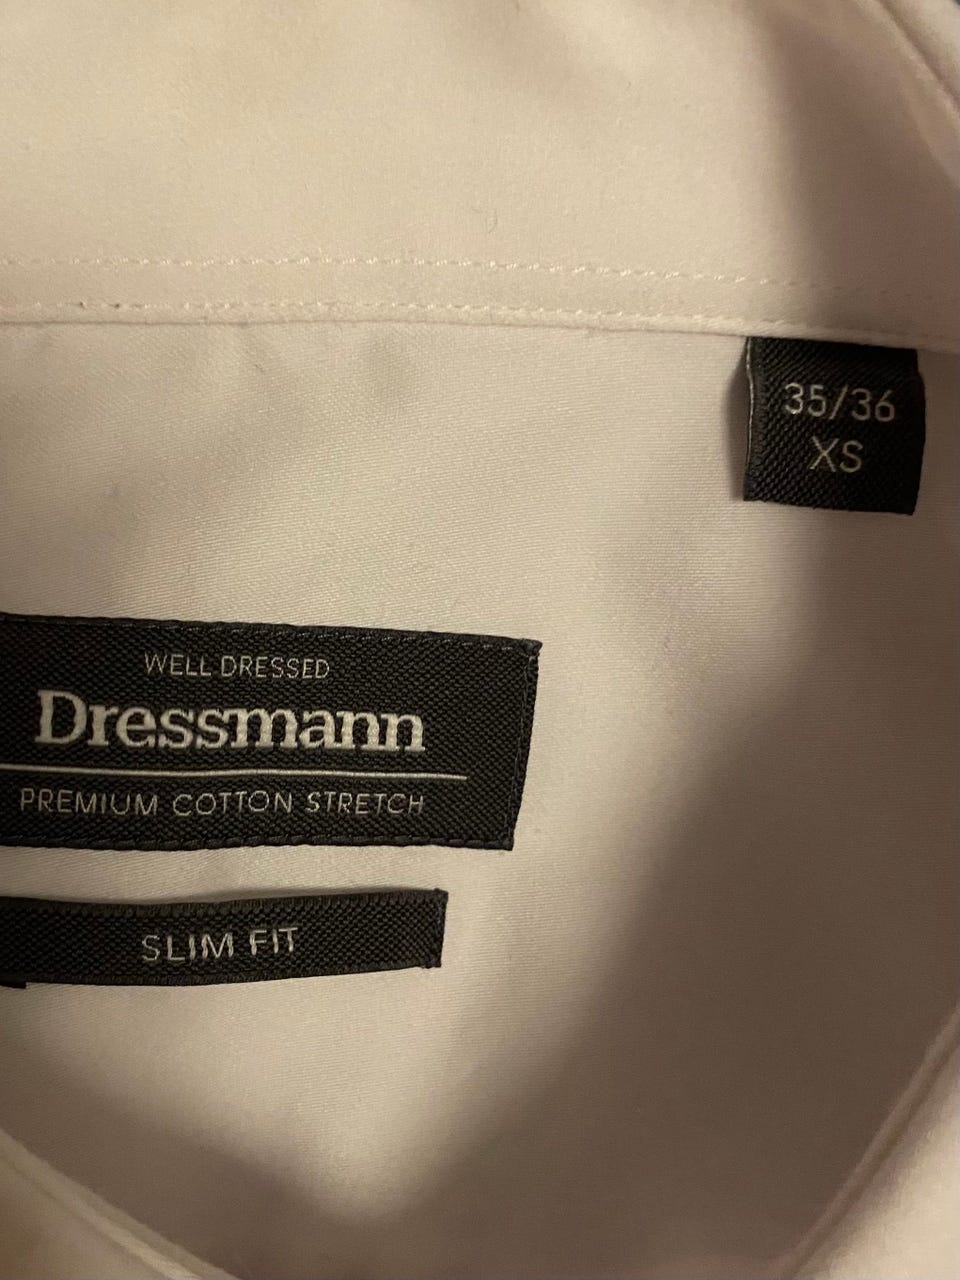 35/36
XS
WELL DRESSED
Dressmann
PREMIUM COTTON STRETCH
SLIM FIT